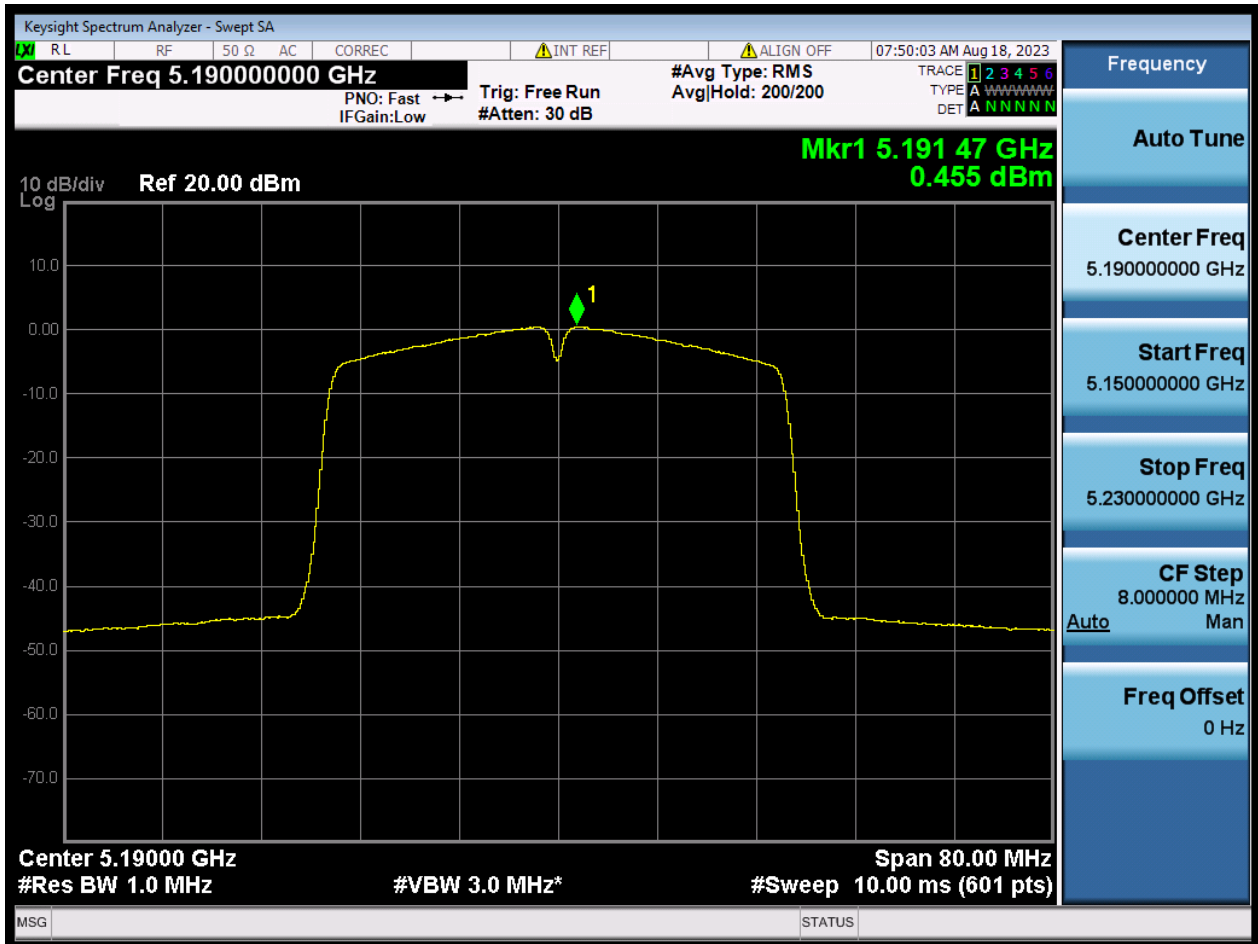 Keysight Spectrum Analyzer - Swept SA
LXI RL RF 50 Ω AC CORREC INT REF ALIGN OFF 07:50:03 AM Aug 18, 2023
Center Freq 5.190000000 GHz
PNO: Fast
IFGain:Low
Trig: Free Run
#Atten: 30 dB
#Avg Type: RMS
Avg|Hold: 200/200
TRACE 1 2 3 4 5 6
TYPE A WWWWW
DET A N N N N N
Mkr1 5.191 47 GHz
0.455 dBm
10 dB/div Ref 20.00 dBm
Log
1
10.0
0.00
-10.0
-20.0
-30.0
-40.0
-50.0
-60.0
-70.0
Center 5.19000 GHz Span 80.00 MHz
#Res BW 1.0 MHz #VBW 3.0 MHz* #Sweep 10.00 ms (601 pts)
MSG STATUS
Frequency
Auto Tune
Center Freq
5.190000000 GHz
Start Freq
5.150000000 GHz
Stop Freq
5.230000000 GHz
CF Step
8.000000 MHz
Auto Man
Freq Offset
0 Hz